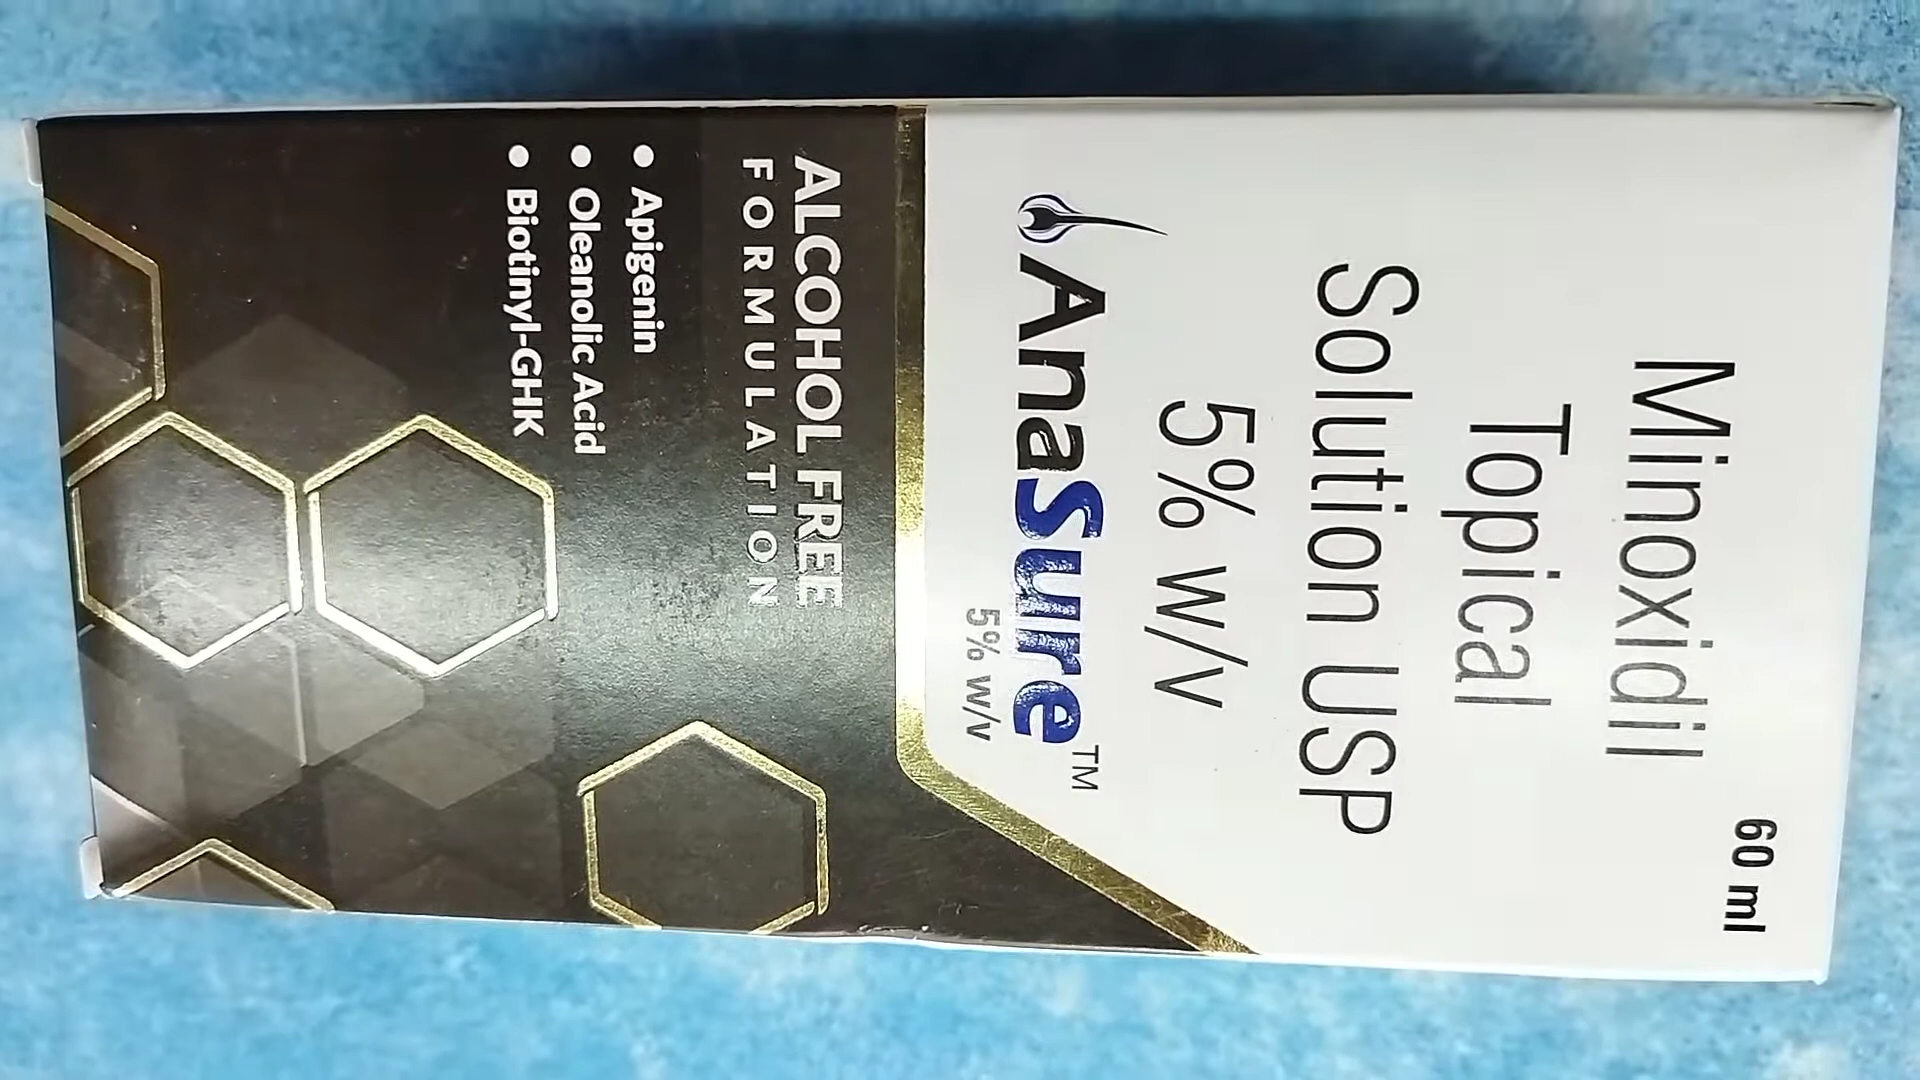 60 ml
Minoxidil
Topical
Solution USP
5% w/v
AnaSure™
5% w/v
ALCOHOL FREE
FORMULATION
• Apigenin
• Oleanolic Acid
• Biotinyl-GHK